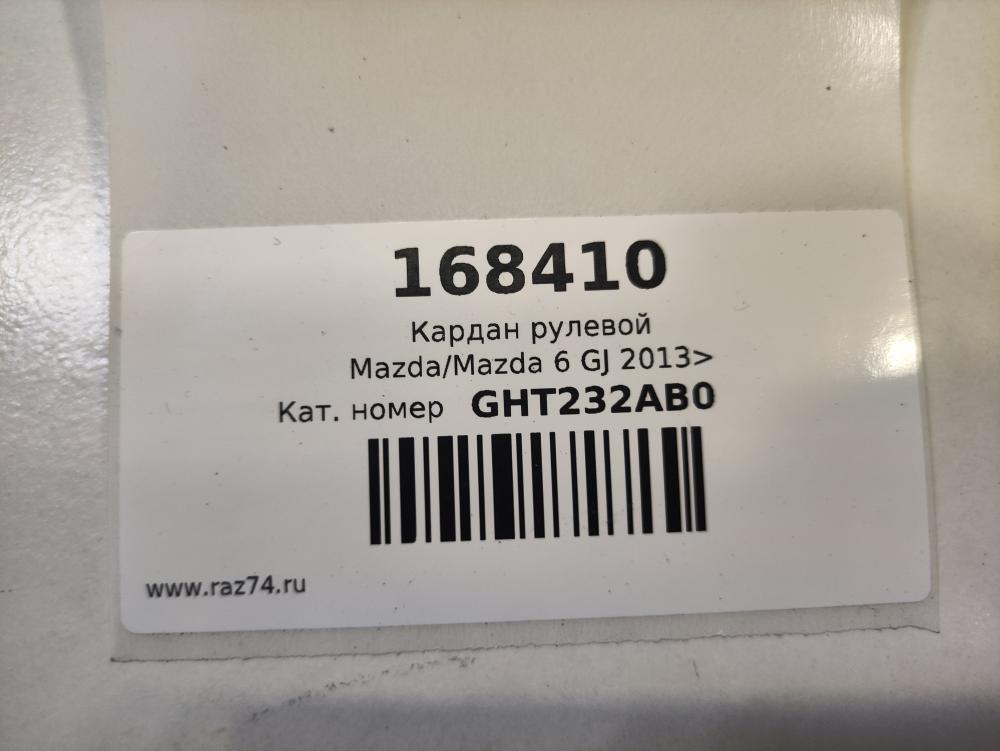 168410
Кардан рулевой
Mazda/Mazda 6 GJ 2013>
Кат. номер GHT232AB0
www.raz74.ru